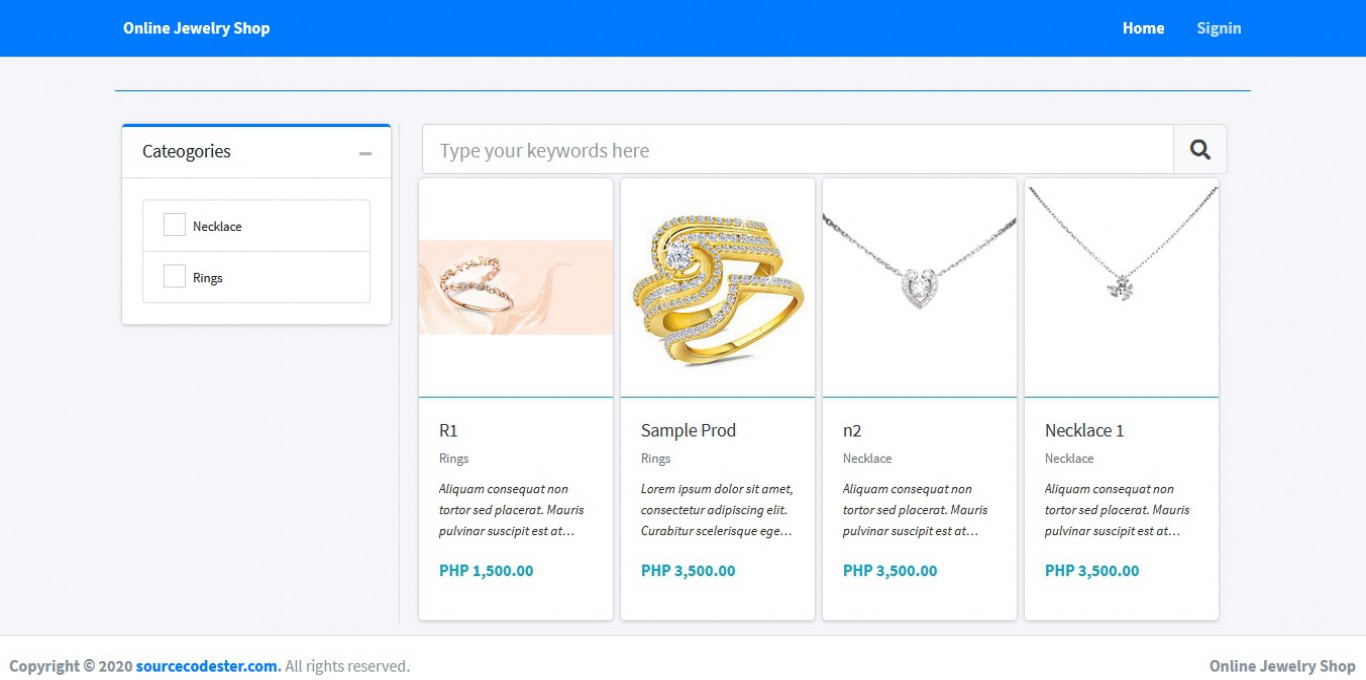 Online Jewelry Shop
Home
Signin
Cateogories
Necklace
Rings
Type your keywords here
R1
Rings
Aliquam consequat non
tortor sed placerat. Mauris
pulvinar suscipit est at...
PHP 1,500.00
Sample Prod
Rings
Lorem ipsum dolor sit amet,
consectetur adipiscing elit.
Curabitur scelerisque ege...
PHP 3,500.00
n2
Necklace
Aliquam consequat non
tortor sed placerat. Mauris
pulvinar suscipit est at...
PHP 3,500.00
Necklace 1
Necklace
Aliquam consequat non
tortor sed placerat. Mauris
pulvinar suscipit est at...
PHP 3,500.00
Copyright © 2020 sourcecodester.com. All rights reserved.
Online Jewelry Shop